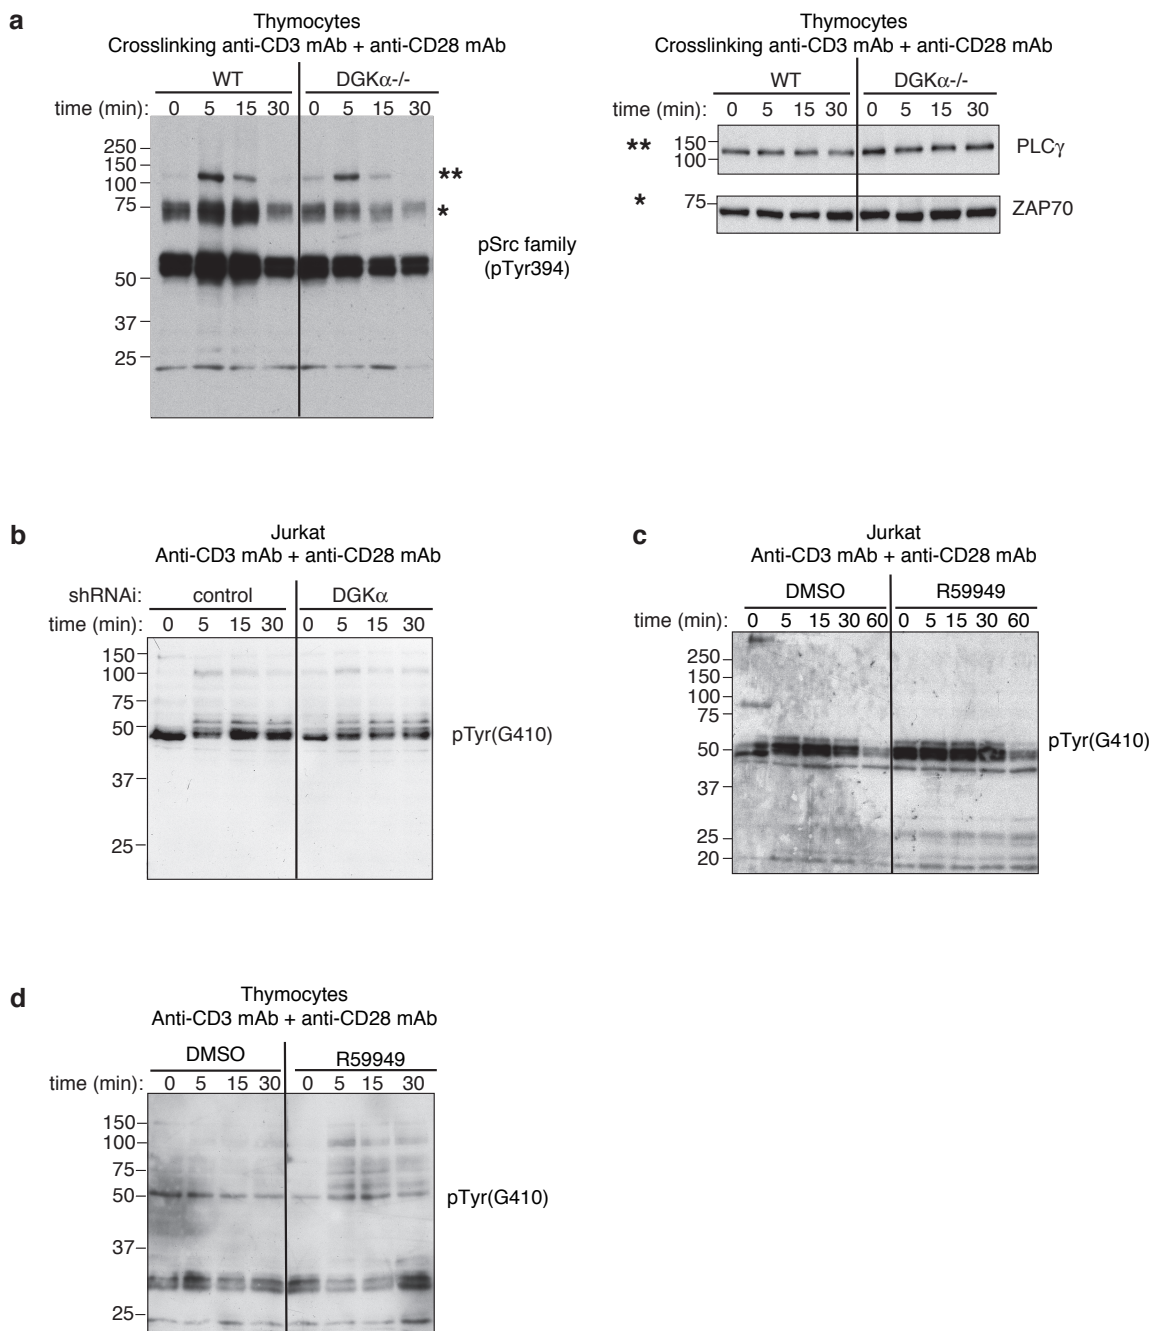 a
Thymocytes
Crosslinking anti-CD3 mAb + anti-CD28 mAb
WT DGKα-/-
time (min): 0 5 15 30 0 5 15 30
250
150
100
75
50
37
25
**
*
pSrc family
(pTyr394)
Thymocytes
Crosslinking anti-CD3 mAb + anti-CD28 mAb
WT DGKα-/-
time (min): 0 5 15 30 0 5 15 30
** 150
100
PLCγ
* 75
ZAP70
b
Jurkat
Anti-CD3 mAb + anti-CD28 mAb
shRNAi: control DGKα
time (min): 0 5 15 30 0 5 15 30
150
100
75
50
37
25
pTyr(G410)
c
Jurkat
Anti-CD3 mAb + anti-CD28 mAb
DMSO R59949
time (min): 0 5 15 30 60 0 5 15 30 60
250
150
100
75
50
37
25
20
pTyr(G410)
d
Thymocytes
Anti-CD3 mAb + anti-CD28 mAb
DMSO R59949
time (min): 0 5 15 30 0 5 15 30
150
100
75
50
37
25
pTyr(G410)